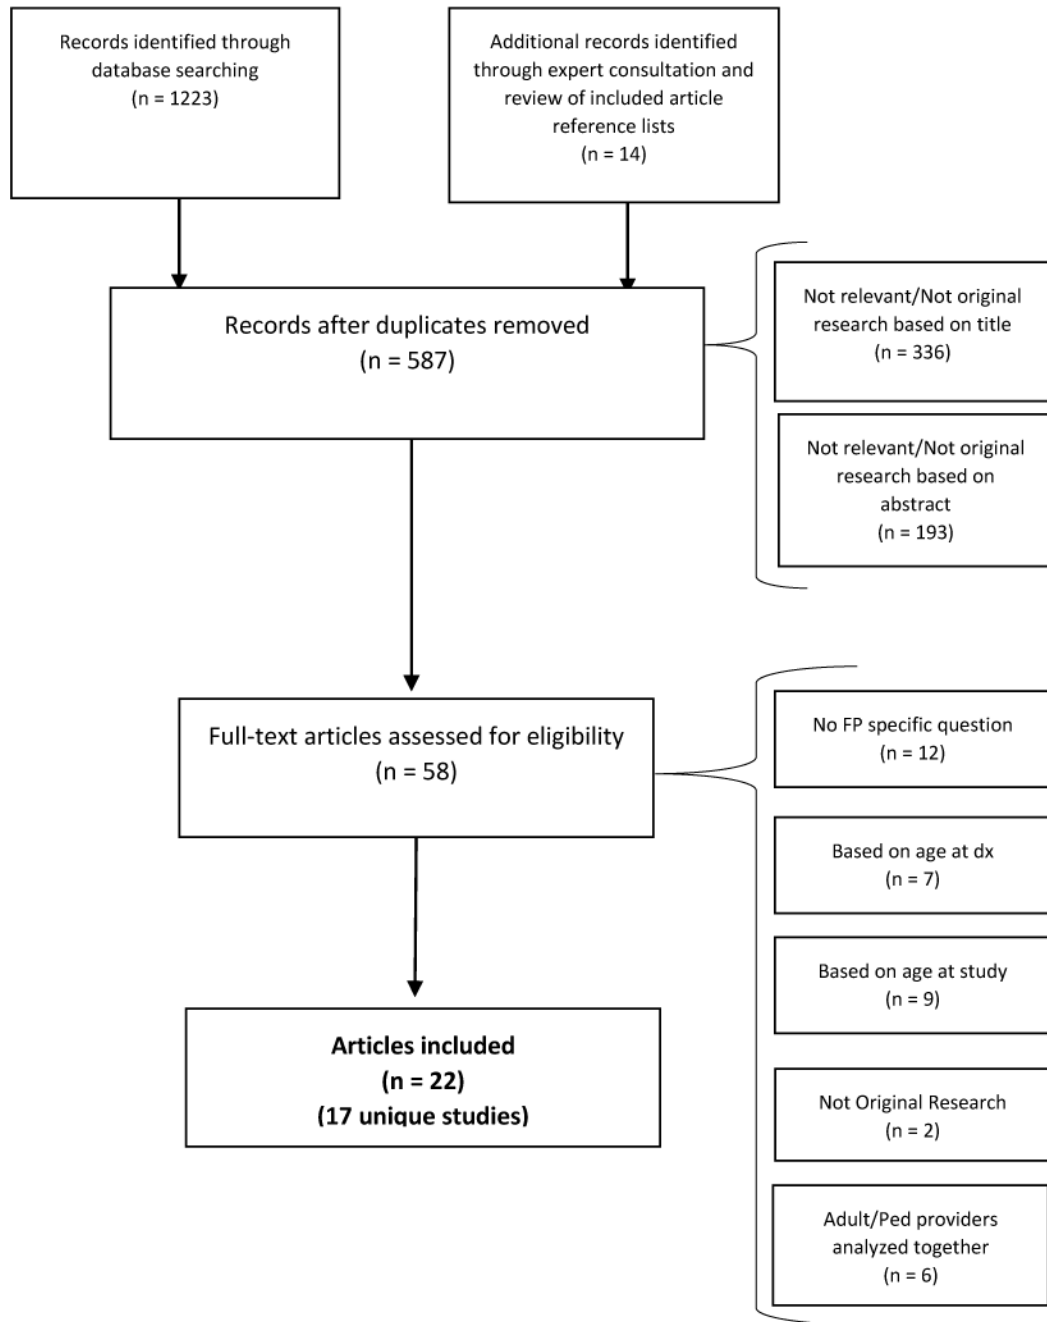 Records identified through
database searching
(n = 1223)
Additional records identified
through expert consultation and
review of included article
reference lists
(n = 14)
Records after duplicates removed
(n = 587)
Not relevant/Not original
research based on title
(n = 336)
Not relevant/Not original
research based on
abstract
(n = 193)
Full-text articles assessed for eligibility
(n = 58)
No FP specific question
(n = 12)
Based on age at dx
(n = 7)
Based on age at study
(n = 9)
Not Original Research
(n = 2)
Adult/Ped providers
analyzed together
(n = 6)
Articles included
(n = 22)
(17 unique studies)